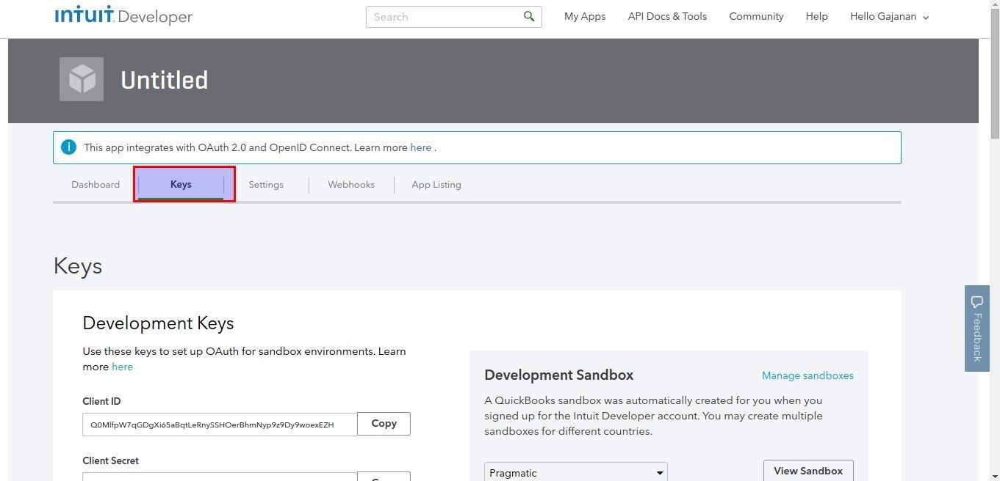 intuit Developer
Search
My Apps
API Docs & Tools
Community
Help
Hello Gajanan
Untitled
This app integrates with OAuth 2.0 and OpenID Connect. Learn more here .
Dashboard
Keys
Settings
Webhooks
App Listing
Keys
Feedback
Development Keys
Use these keys to set up OAuth for sandbox environments. Learn
more here
Client ID
Q0MlfpW7qGDgXi65aBqtLeRnySSHOerBhmNyp9z9Dy9woexEZH
Copy
Client Secret
Development Sandbox
Manage sandboxes
A QuickBooks sandbox was automatically created for you when you
signed up for the Intuit Developer account. You may create multiple
sandboxes for different countries.
Pragmatic
View Sandbox